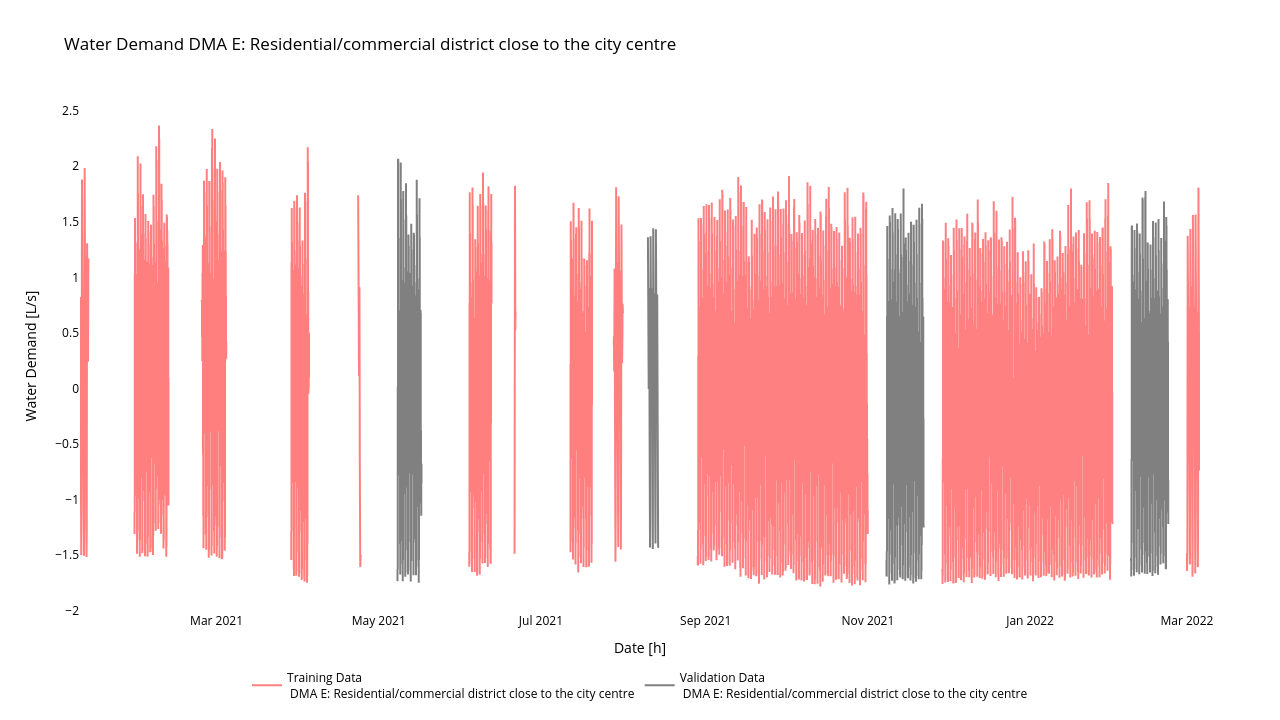 Water Demand DMA E: Residential/commercial district close to the city centre
2.5
2
1.5
1
0.5
0
−0.5
−1
−1.5
−2
Water Demand [L/s]
Mar 2021
May 2021
Jul 2021
Sep 2021
Nov 2021
Jan 2022
Mar 2022
Date [h]
Training Data
DMA E: Residential/commercial district close to the city centre
Validation Data
DMA E: Residential/commercial district close to the city centre